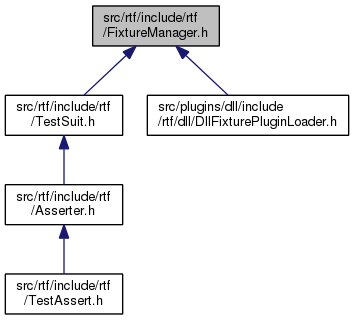 src/rtf/include/rtf
/FixtureManager.h
src/rtf/include/rtf
/TestSuit.h
src/plugins/dll/include
/rtf/dll/DllFixturePluginLoader.h
src/rtf/include/rtf
/Asserter.h
src/rtf/include/rtf
/TestAssert.h